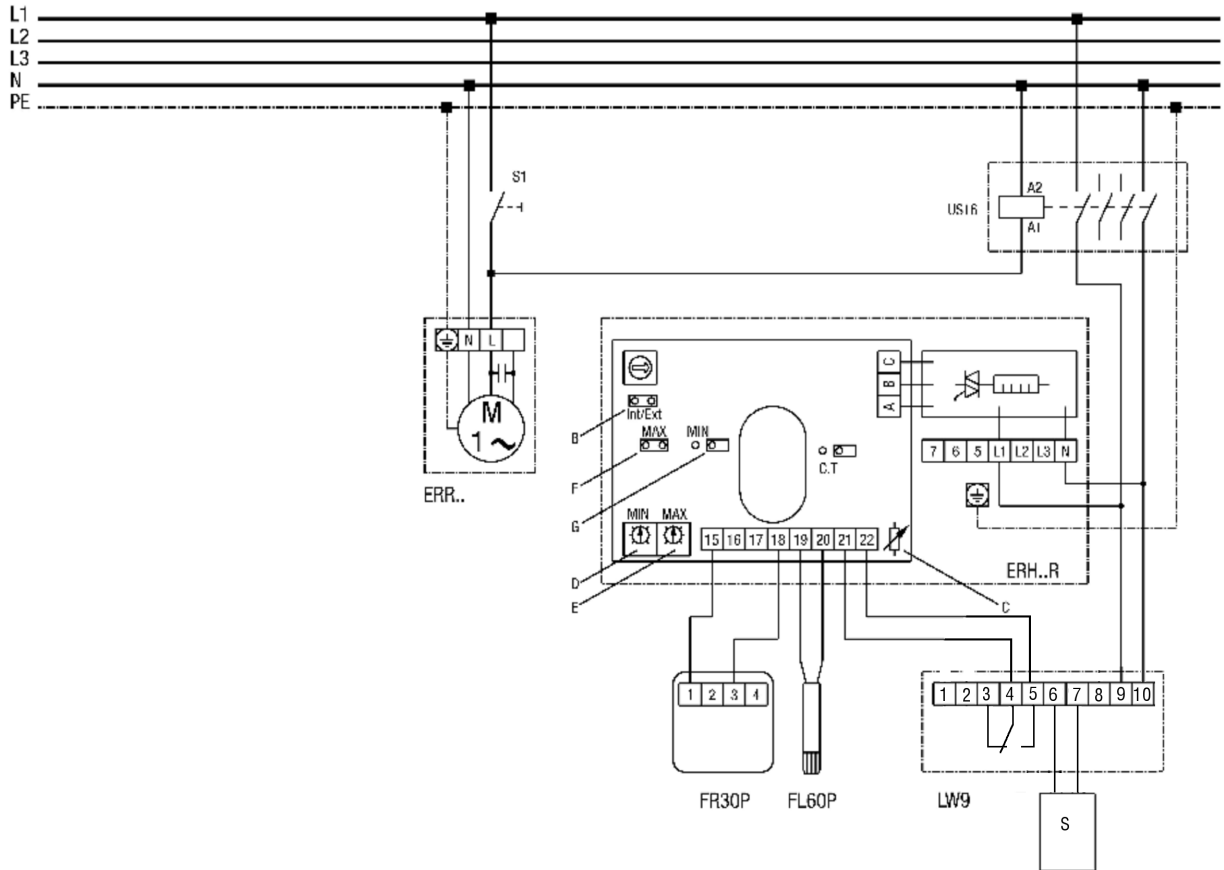 L1
L2
L3
N
PE
S1
A2
UST6
A1
N L
M
1 ~
ERR..
Int/Ext
B
MAX MIN
C.T
F
G
MIN MAX
D
E
15 16 17 18 19 20 21 22
C
B
A
7 6 5 L1 L2 L3 N
ERH..R
C
1 2 3 4
FR30P
FL60P
1 2 3 4 5 6 7 8 9 10
LW9
S